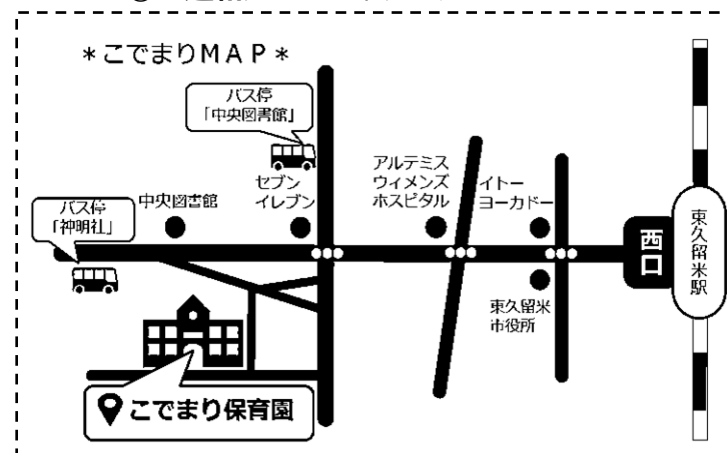 *こでまりMAP*
バス停
「中央図書館」
バス停
「神明社」
中央図書館
セブン
イレブン
アルテミス
ウィメンズ
ホスピタル
イトー
ヨーカドー
東久留米
市役所
西口
東久留米駅
こでまり保育園